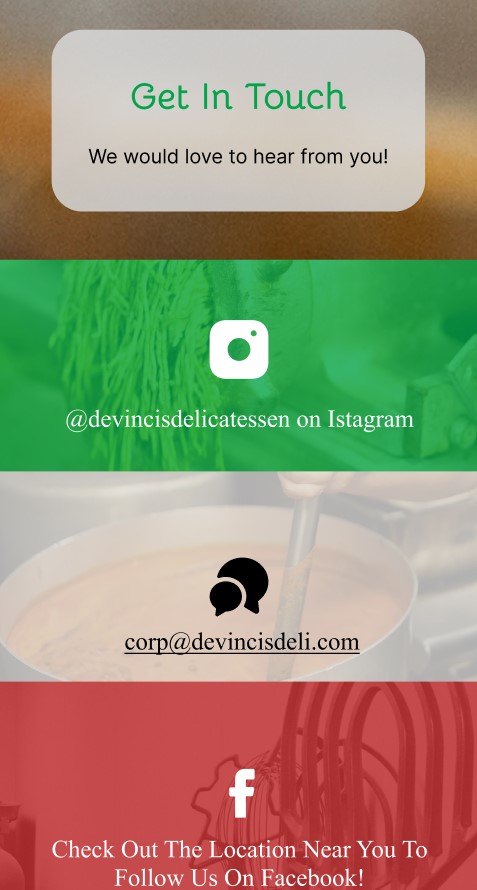 Get In Touch
We would love to hear from you!
@devincisdelicatessen on Istagram
corp@devincisdeli.com
Check Out The Location Near You To
Follow Us On Facebook!